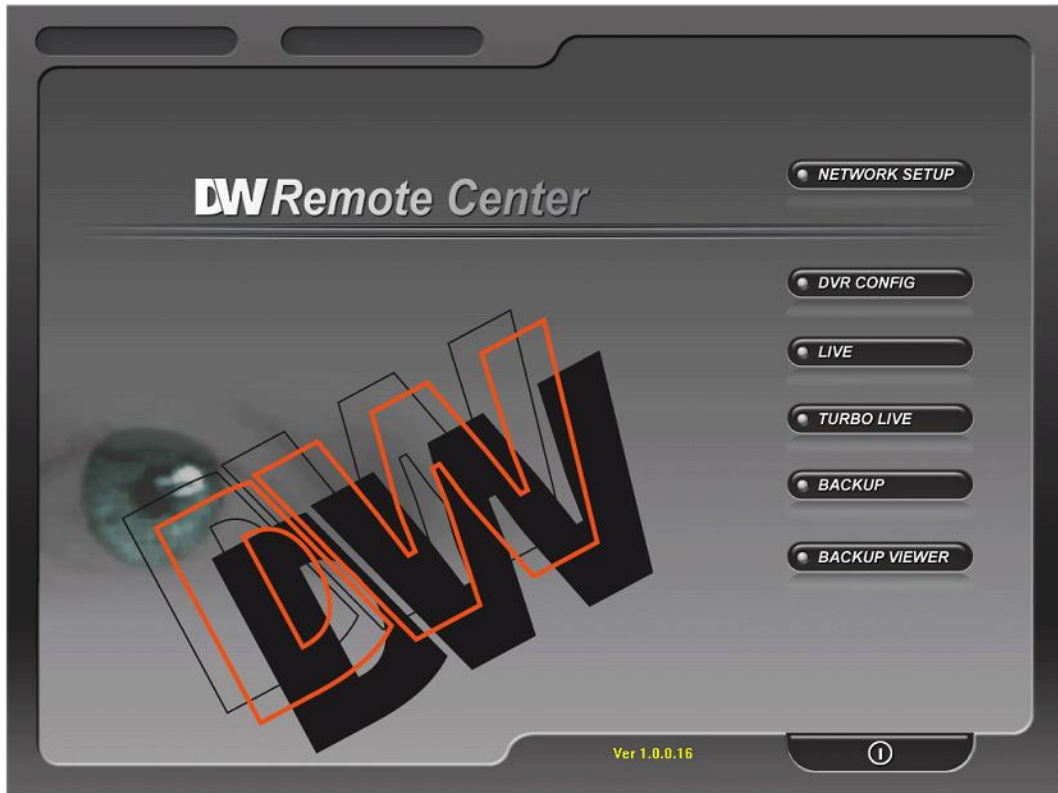 DW Remote Center
NETWORK SETUP
DVR CONFIG
LIVE
TURBO LIVE
BACKUP
BACKUP VIEWER
DW
Ver 1.0.0.16